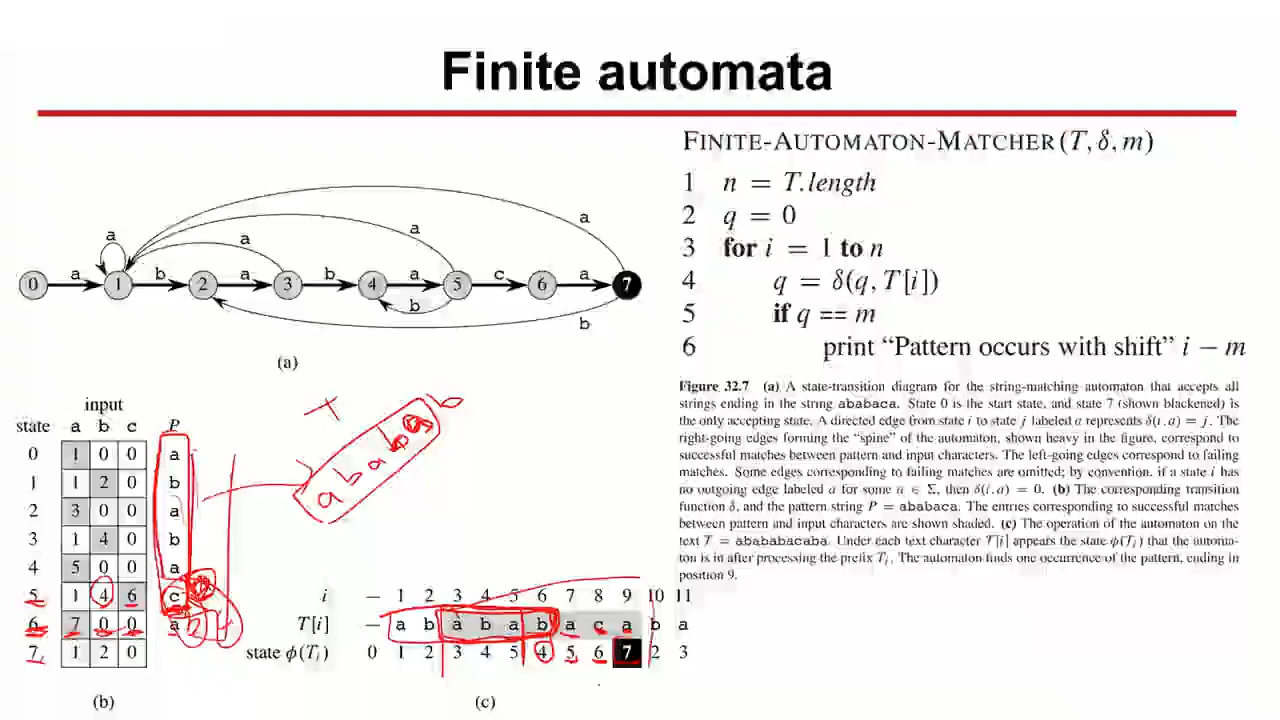 Finite automata
FINITE-AUTOMATON-MATCHER(T, δ, m)
1 n = T.length
2 q = 0
3 for i = 1 to n
4 q = δ(q, T[i])
5 if q == m
6 print “Pattern occurs with shift” i − m
a
a
a
a
0 a 1 b 2 a 3 b 4 a 5 c 6 a 7
b
b
(a)
Figure 32.7 (a) A state-transition diagram for the string-matching automaton that accepts all
strings ending in the string ababaca. State 0 is the start state, and state 7 (shown blackened) is
the only accepting state. A directed edge from state i to state j labeled a represents δ(i, a) = j. The
right-going edges forming the “spine” of the automaton, shown heavy in the figure, correspond to
successful matches between pattern and input characters. The left-going edges correspond to failing
matches. Some edges corresponding to failing matches are omitted; by convention, if a state i has
no outgoing edge labeled a for some a ∈ Σ, then δ(i, a) = 0. (b) The corresponding transition
function δ, and the pattern string P = ababaca. The entries corresponding to successful matches
between pattern and input characters are shown shaded. (c) The operation of the automaton on the
text T = abababacaba. Under each text character T[i] appears the state φ(Ti) that the automa-
ton is in after processing the prefix Ti. The automaton finds one occurrence of the pattern, ending in
position 9.
input
state a b c P
0 1 0 0 a
1 1 2 0 b
2 3 0 0 a
3 1 4 0 b
4 5 0 0 a
5 1 4 6 c
6 7 0 0 a
7 1 2 0
(b)
T
a b a b a b
i — 1 2 3 4 5 6 7 8 9 10 11
T[i] — a b a b a b a c a b a
state φ(Ti) 0 1 2 3 4 5 4 5 6 7 2 3
(c)